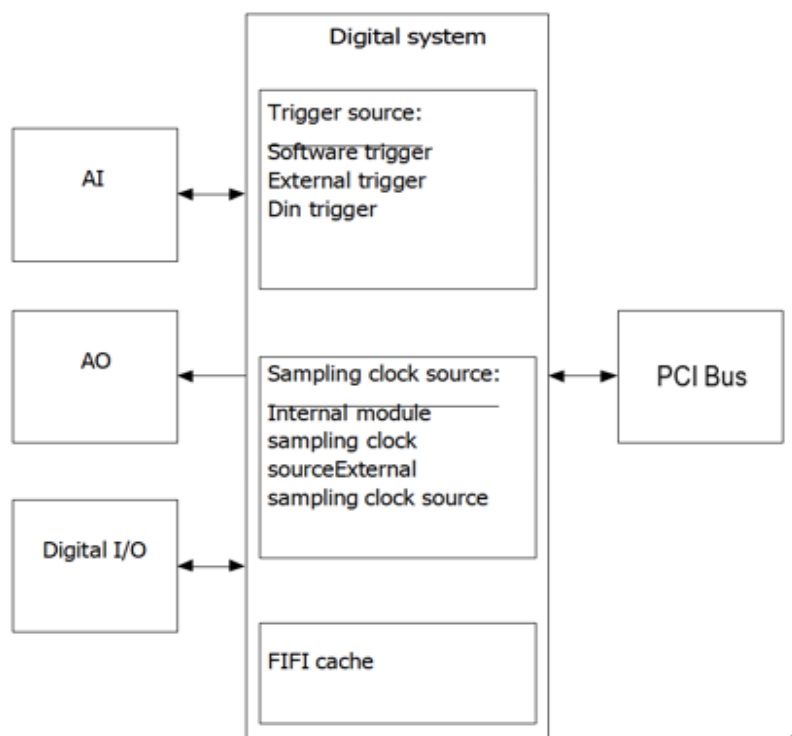 Digital system
Trigger source:
Software trigger
External trigger
Din trigger
AI
AO
Sampling clock source:
Internal module
sampling clock
sourceExternal
sampling clock source
PCI Bus
Digital I/O
FIFI cache